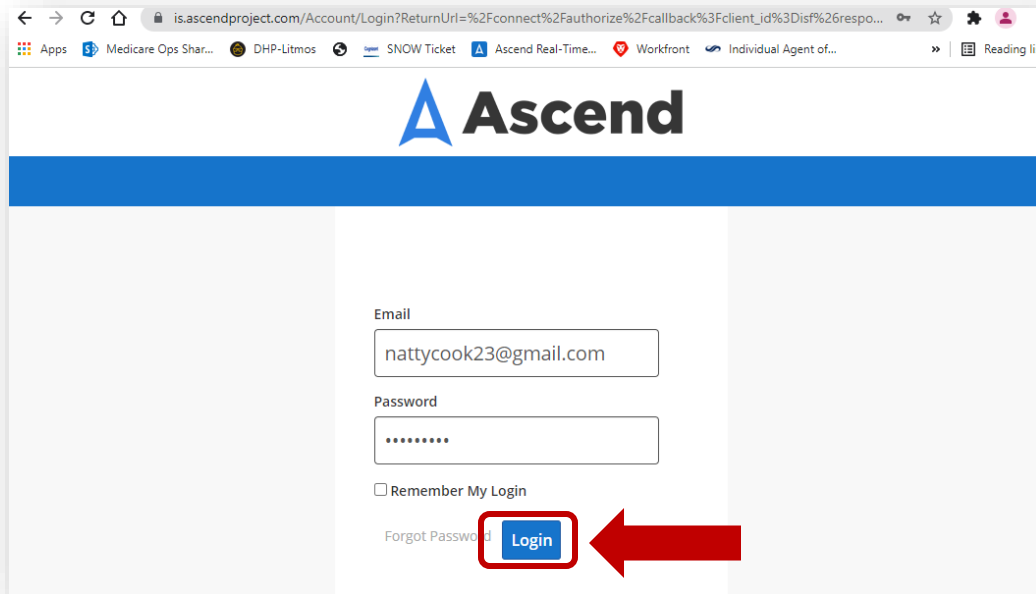 is.ascendproject.com/Account/Login?ReturnUrl=%2Fconnect%2Fauthorize%2Fcallback%3Fclient_id%3Disf%26respo...
Apps Medicare Ops Shar... DHP-Litmos SNOW Ticket Ascend Real-Time... Workfront Individual Agent of... » Reading li
Ascend
Email
nattycook23@gmail.com
Password
•••••••••
Remember My Login
Forgot Password Login